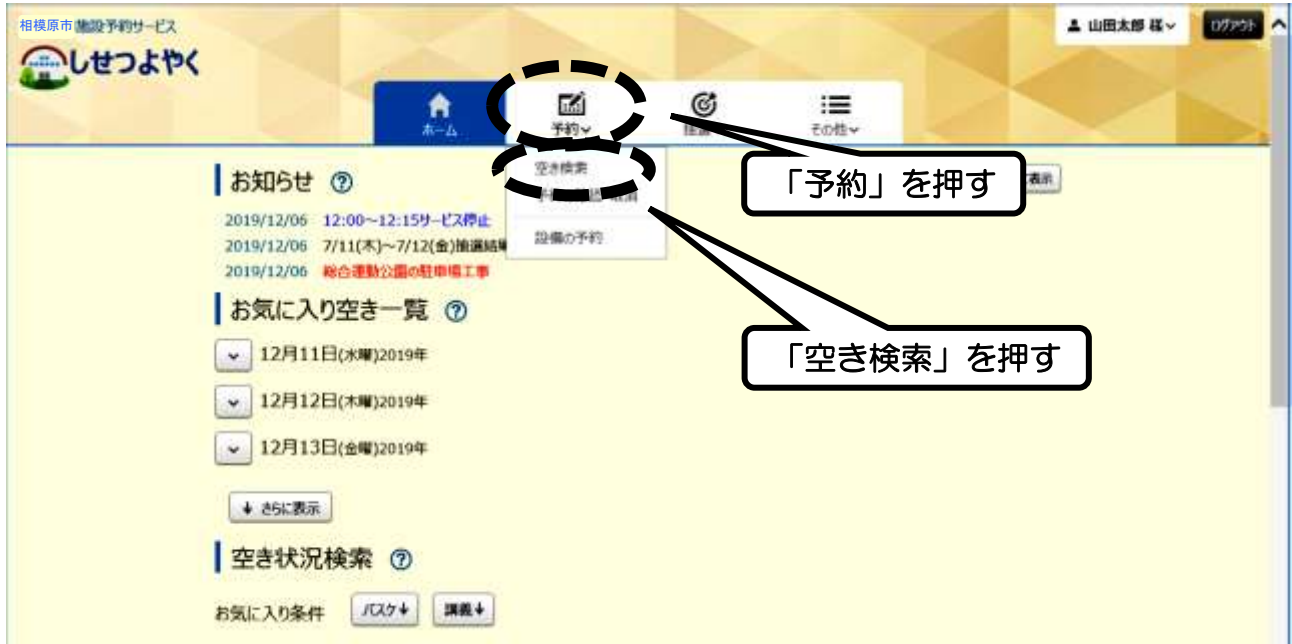 相模原市 施設予約サービス
しせつよやく
山田太郎 様
ログアウト
ホーム
予約
その他
空き検索
設備の予約
「予約」を押す
「空き検索」を押す
お知らせ
表示
2019/12/06 12:00~12:15サービス停止
2019/12/06 7/11(木)~7/12(金)抽選結果
2019/12/06 総合運動公園の駐車場工事
お気に入り空き一覧
12月11日(水曜)2019年
12月12日(木曜)2019年
12月13日(金曜)2019年
さらに表示
空き状況検索
お気に入り条件 バスケ 講義